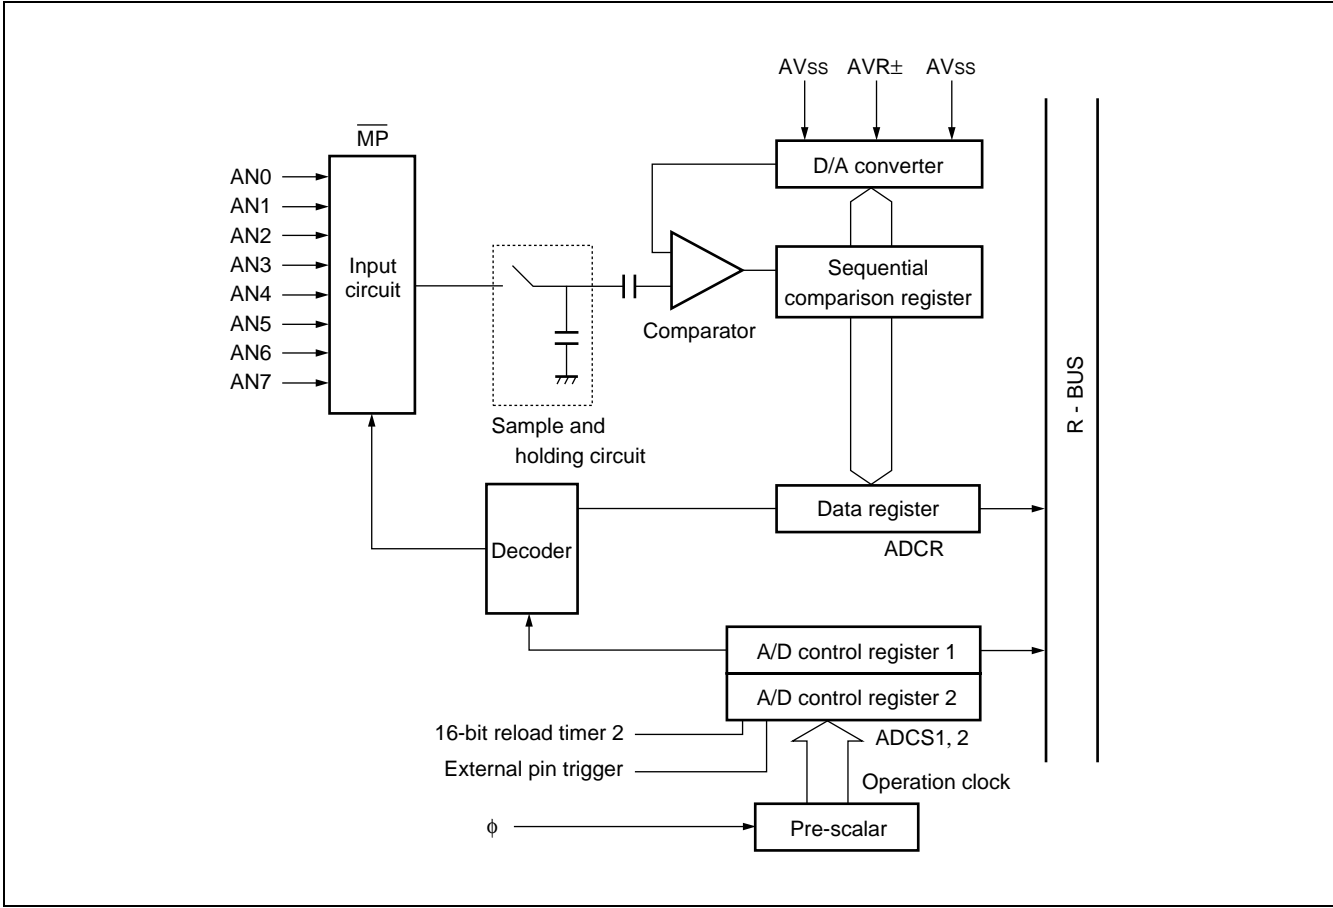 AVss AVR± AVss
MP
D/A converter
AN0
AN1
AN2
AN3
AN4
AN5
AN6
AN7
Input
circuit
Sequential
comparison register
Comparator
Sample and
holding circuit
R - BUS
Data register
ADCR
Decoder
A/D control register 1
A/D control register 2
ADCS1, 2
16-bit reload timer 2
External pin trigger
Operation clock
ϕ
Pre-scalar